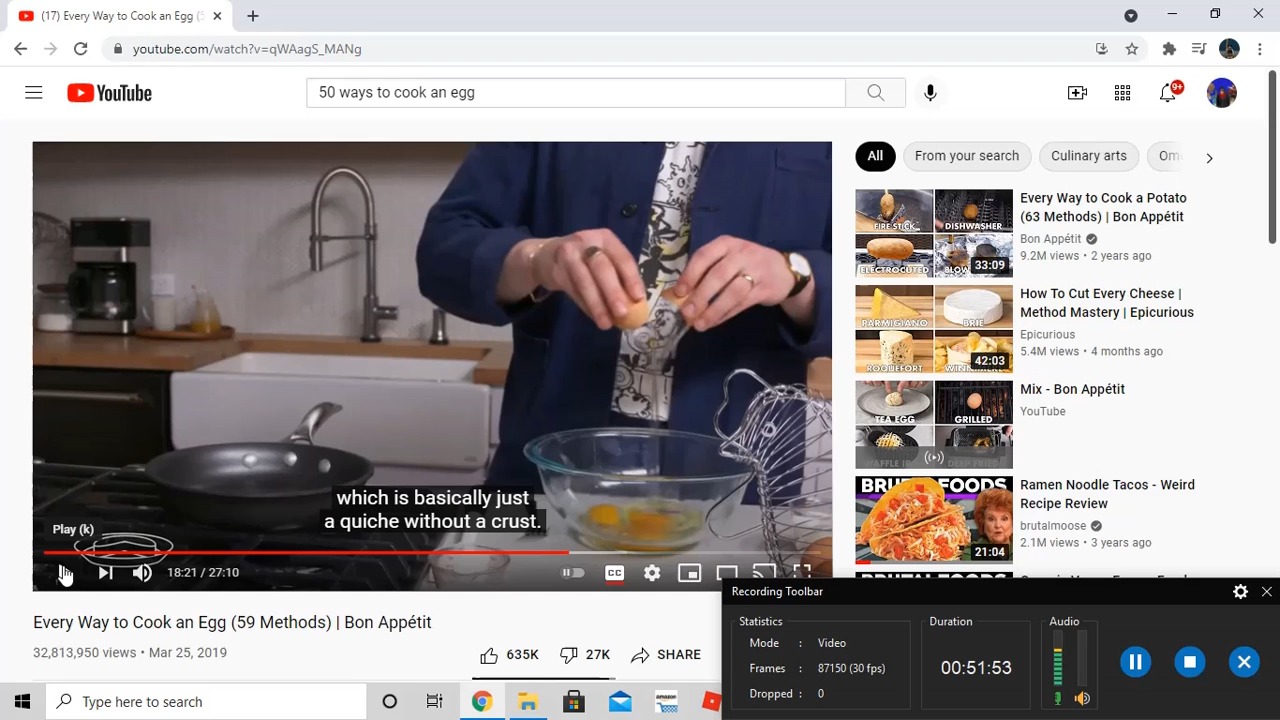 (17) Every Way to Cook an Egg (5
youtube.com/watch?v=qWAagS_MANg
YouTube
50 ways to cook an egg
9+
All
From your search
Culinary arts
Om
FIRE STICK
DISHWASHER
ELECTROCUTED
33:09
Every Way to Cook a Potato
(63 Methods) | Bon Appétit
Bon Appétit
9.2M views • 2 years ago
PARMIGIANO
BRIE
ROQUEFORT
42:03
How To Cut Every Cheese |
Method Mastery | Epicurious
Epicurious
5.4M views • 4 months ago
TEA EGG
GRILLED
Mix - Bon Appétit
YouTube
BRUTALFOODS
21:04
Ramen Noodle Tacos - Weird
Recipe Review
brutalmoose
2.1M views • 3 years ago
which is basically just
a quiche without a crust.
Play (k)
18:21 / 27:10
CC
Every Way to Cook an Egg (59 Methods) | Bon Appétit
32,813,950 views • Mar 25, 2019
635K
27K
SHARE
Recording Toolbar
Statistics
Mode : Video
Frames : 87150 (30 fps)
Dropped : 0
Duration
00:51:53
Audio
Type here to search
amazon